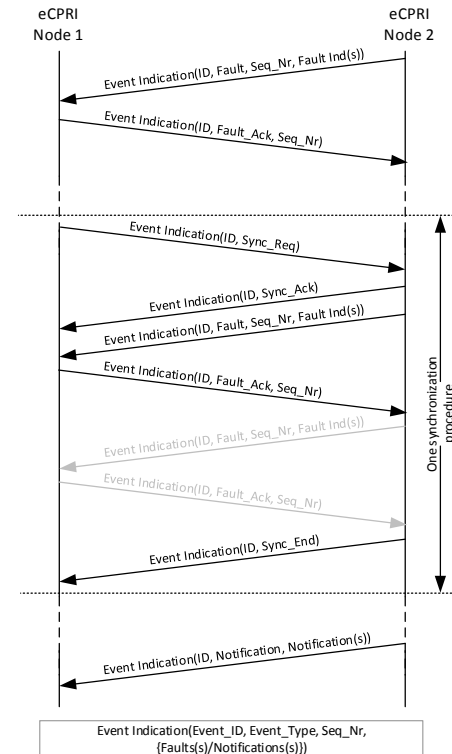 eCPRI
Node 1
eCPRI
Node 2
Event Indication(ID, Fault, Seq_Nr, Fault Ind(s))
Event Indication(ID, Fault_Ack, Seq_Nr)
Event Indication(ID, Sync_Req)
Event Indication(ID, Sync_Ack)
Event Indication(ID, Fault, Seq_Nr, Fault Ind(s))
Event Indication(ID, Fault_Ack, Seq_Nr)
Event Indication(ID, Fault, Seq_Nr, Fault Ind(s))
Event Indication(ID, Fault_Ack, Seq_Nr)
Event Indication(ID, Sync_End)
One synchronization
procedure
Event Indication(ID, Notification, Notification(s))
Event Indication(Event_ID, Event_Type, Seq_Nr,
{Faults(s)/Notifications(s)})